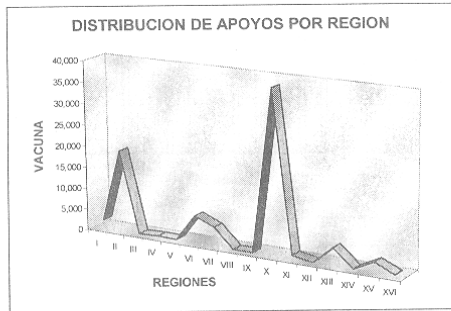 DISTRIBUCION DE APOYOS POR REGION
40,000
35,000
30,000
25,000
20,000
15,000
10,000
5,000
0
VACUNA
I II III IV V VI VII VIII IX X XI XII XIII XIV XV XVI
REGIONES